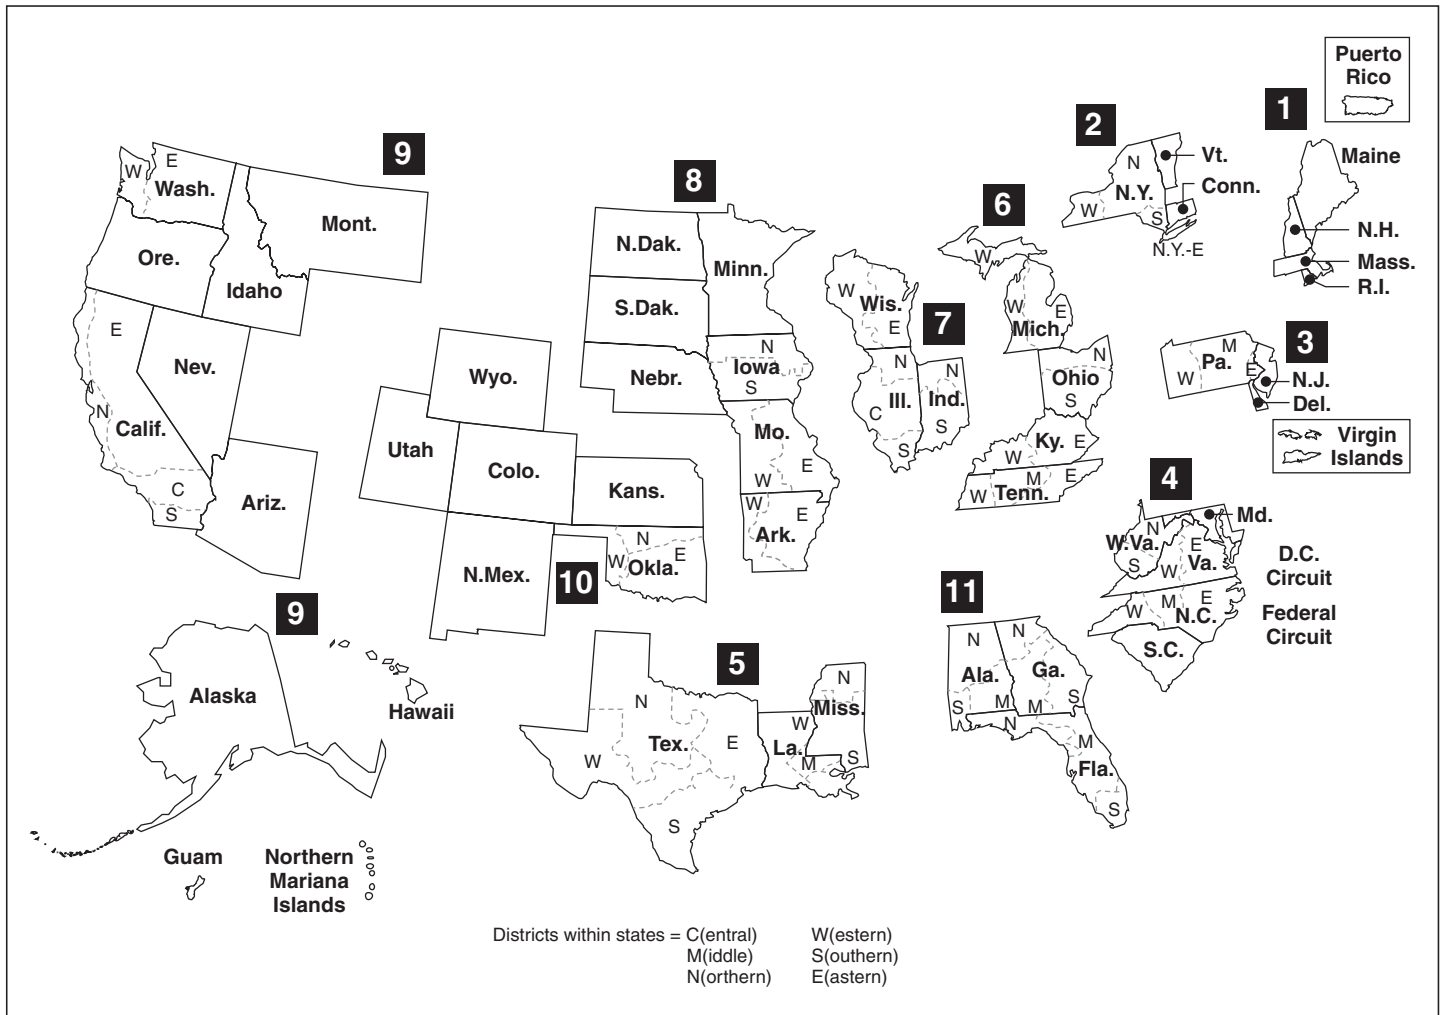 Puerto
Rico
1
Maine
N.H.
Mass.
R.I.
2
N
Vt.
N.Y.
Conn.
W
S
N.Y.-E
3
M
Pa.
E
W
N.J.
Del.
Virgin
Islands
4
Md.
N
W.Va.
E
S
W
Va.
W
M
E
N.C.
S.C.
D.C.
Circuit
Federal
Circuit
6
W
W
E
Mich.
N
Ohio
S
Ky.
E
W
M
E
W
Tenn.
7
W
Wis.
E
N
N
Ill.
Ind.
C
S
S
8
N.Dak.
Minn.
S.Dak.
N
Iowa
S
Nebr.
Mo.
E
W
W
E
Ark.
9
W
E
Wash.
Mont.
Ore.
Idaho
E
Nev.
N
Calif.
C
S
Ariz.
Wyo.
Utah
Colo.
Kans.
N
E
W
Okla.
N.Mex.
10
9
Alaska
Hawaii
Guam
Northern
Mariana
Islands
5
N
Tex.
E
W
S
N
Miss.
W
La.
M
S
11
N
N
Ala.
Ga.
S
M
M
S
N
M
Fla.
S
Districts within states = C(entral)
W(estern)
M(iddle)
S(outhern)
N(orthern)
E(astern)